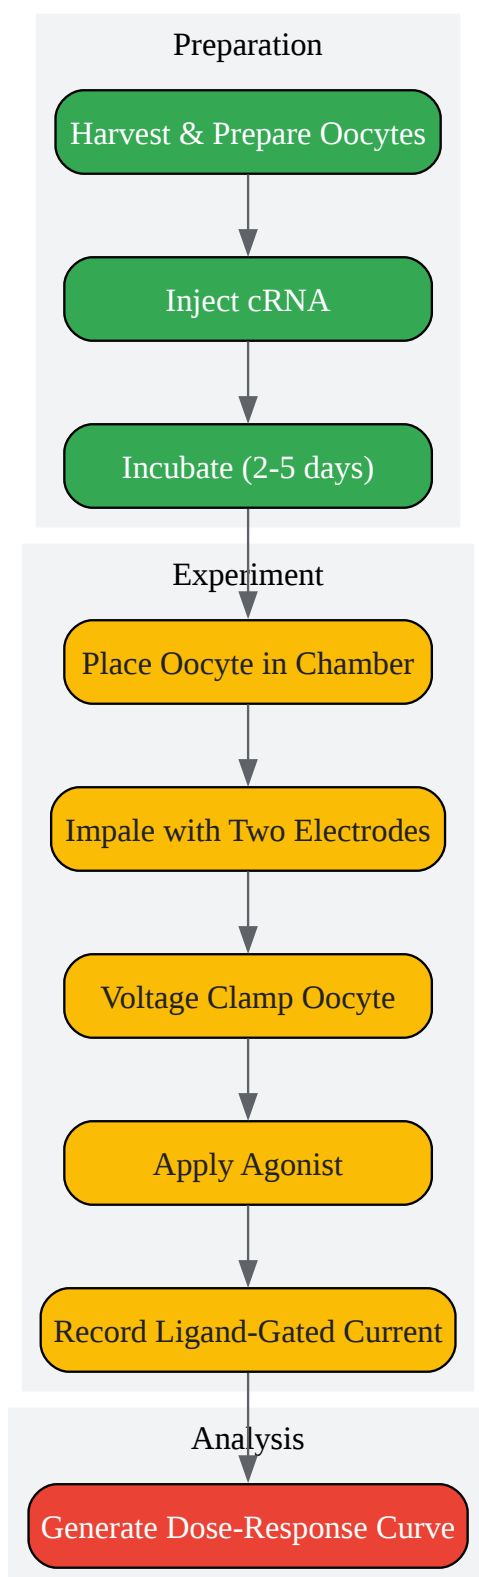 Preparation
Harvest & Prepare Oocytes
Inject cRNA
Incubate (2-5 days)
Experiment
Place Oocyte in Chamber
Impale with Two Electrodes
Voltage Clamp Oocyte
Apply Agonist
Record Ligand-Gated Current
Analysis
Generate Dose-Response Curve